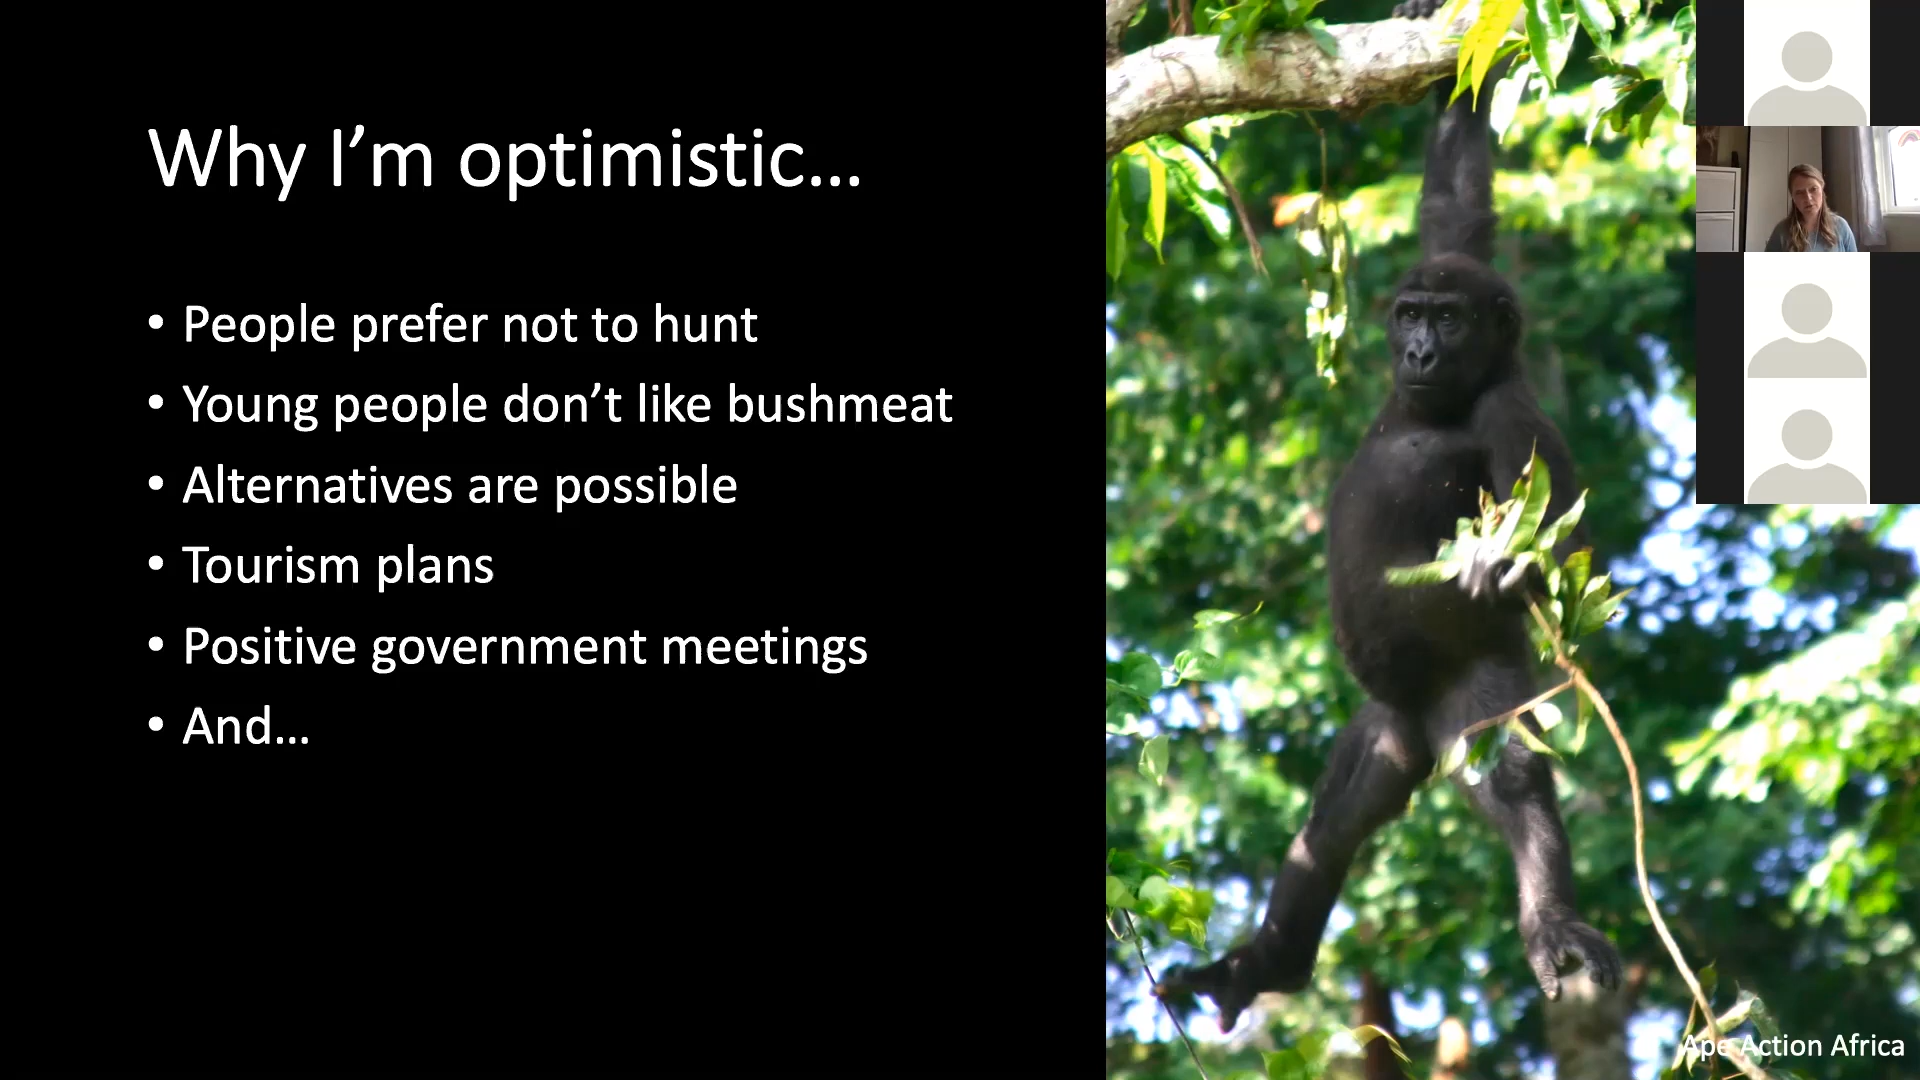 Why I’m optimistic…
• People prefer not to hunt
• Young people don’t like bushmeat
• Alternatives are possible
• Tourism plans
• Positive government meetings
• And…
Ape Action Africa